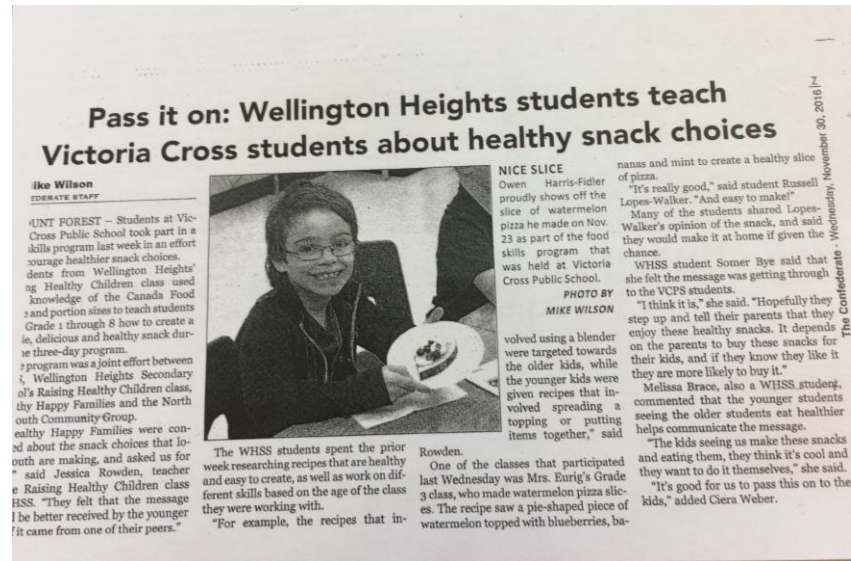 Pass it on: Wellington Heights students teach
Victoria Cross students about healthy snack choices
ike Wilson
EDERATE STAFF
UNT FOREST – Students at Vic-
Cross Public School took part in a
kills program last week in an effort
ourage healthier snack choices.
dents from Wellington Heights'
ng Healthy Children class used
knowledge of the Canada Food
and portion sizes to teach students
Grade 1 through 8 how to create a
le, delicious and healthy snack dur-
e three-day program.
program was a joint effort between
Wellington Heights Secondary
ol's Raising Healthy Children class,
thy Happy Families and the North
outh Community Group.
ealthy Happy Families were con-
ed about the snack choices that lo-
outh are making, and asked us for
" said Jessica Rowden, teacher
e Raising Healthy Children class
HSS. "They felt that the message
be better received by the younger
it came from one of their peers."
The WHSS students spent the prior
week researching recipes that are healthy
and easy to create, as well as work on dif-
ferent skills based on the age of the class
they were working with.
"For example, the recipes that in-
NICE SLICE
Owen Harris-Fidler
proudly shows off the
slice of watermelon
pizza he made on Nov.
23 as part of the food
skills program that
was held at Victoria
Cross Public School.
PHOTO BY
MIKE WILSON
volved using a blender
were targeted towards
the older kids, while
the younger kids were
given recipes that in-
volved spreading a
topping or putting
items together," said
Rowden.
One of the classes that participated
last Wednesday was Mrs. Eurig's Grade
3 class, who made watermelon pizza slic-
es. The recipe saw a pie-shaped piece of
watermelon topped with blueberries, ba-
nanas and mint to create a healthy slice
of pizza.
"It's really good," said student Russell
Lopes-Walker. "And easy to make!"
Many of the students shared Lopes-
Walker's opinion of the snack, and said
they would make it at home if given the
chance.
WHSS student Somer Bye said that
she felt the message was getting through
to the VCPS students.
"I think it is," she said. "Hopefully they
step up and tell their parents that they
enjoy these healthy snacks. It depends
on the parents to buy these snacks for
their kids, and if they know they like it
they are more likely to buy it."
Melissa Brace, also a WHSS student,
commented that the younger students
seeing the older students eat healthier
helps communicate the message.
"The kids seeing us make these snacks
and eating them, they think it's cool and
they want to do it themselves," she said.
"It's good for us to pass this on to the
kids," added Ciera Weber.
The Confederate - Wednesday, November 30, 2016 | 7